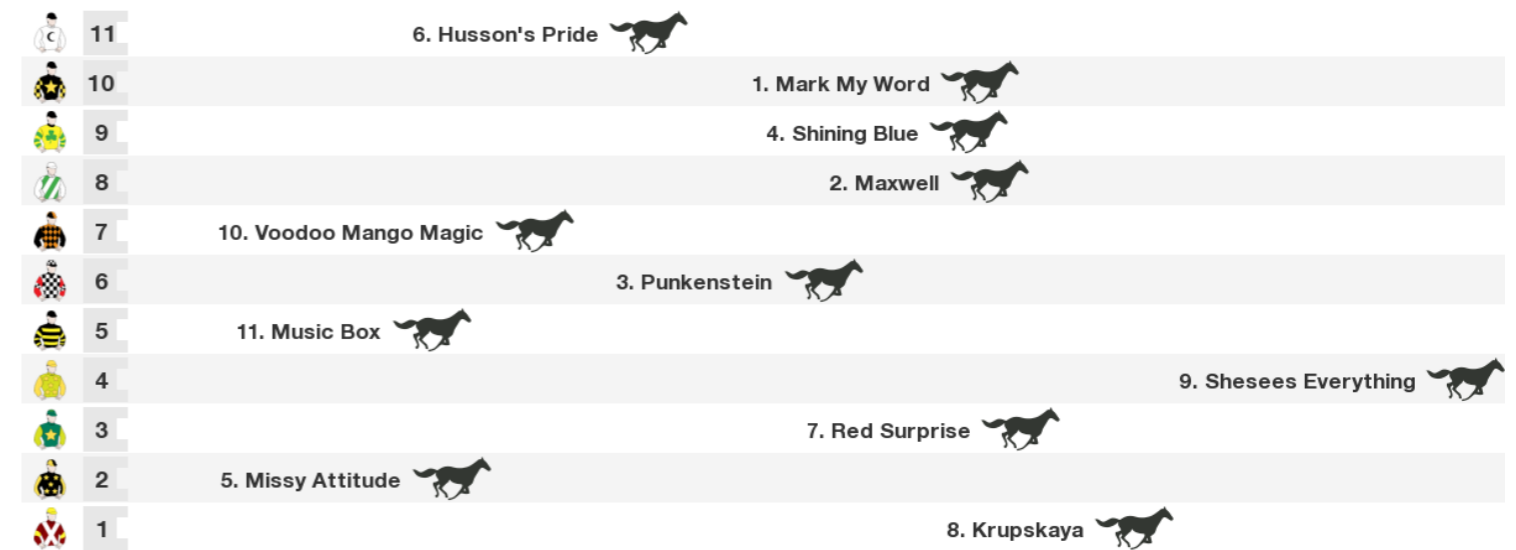 C
11 6. Husson's Pride
10 1. Mark My Word
9 4. Shining Blue
8 2. Maxwell
7 10. Voodoo Mango Magic
6 3. Punkenstein
5 11. Music Box
4 9. Shesees Everything
3 7. Red Surprise
2 5. Missy Attitude
1 8. Krupskaya